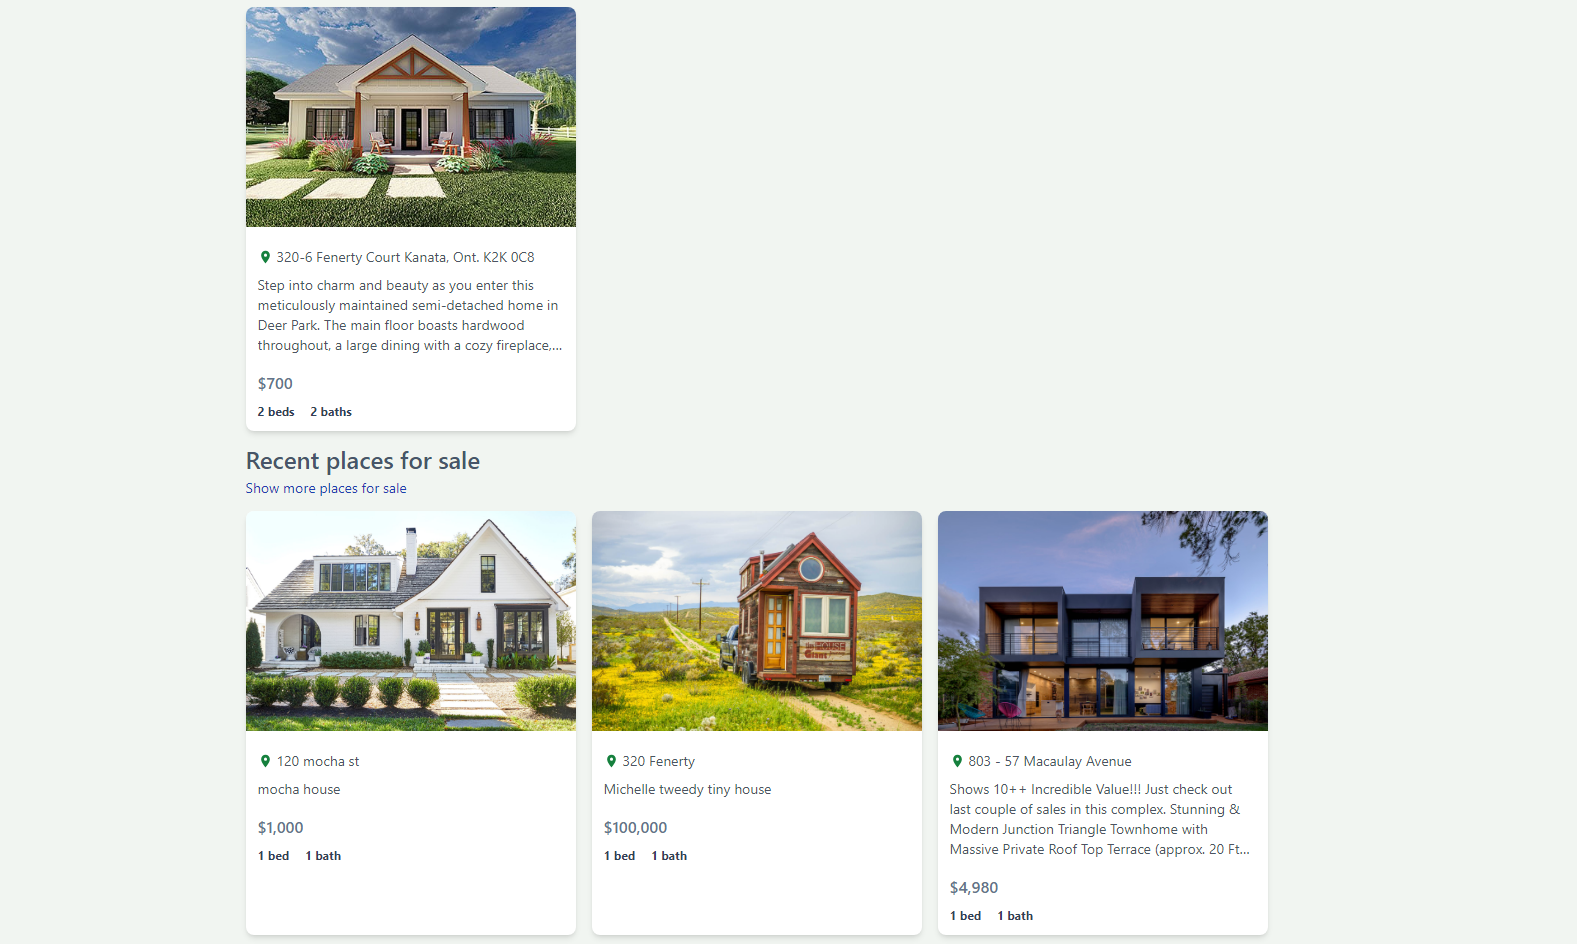 320-6 Fenerty Court Kanata, Ont. K2K 0C8
Step into charm and beauty as you enter this
meticulously maintained semi-detached home in
Deer Park. The main floor boasts hardwood
throughout, a large dining with a cozy fireplace,...
$700
2 beds 2 baths
Recent places for sale
Show more places for sale
120 mocha st
mocha house
$1,000
1 bed 1 bath
HOUSE
Giant
320 Fenerty
Michelle tweedy tiny house
$100,000
1 bed 1 bath
803 - 57 Macaulay Avenue
Shows 10++ Incredible Value!!! Just check out
last couple of sales in this complex. Stunning &
Modern Junction Triangle Townhome with
Massive Private Roof Top Terrace (approx. 20 Ft...
$4,980
1 bed 1 bath